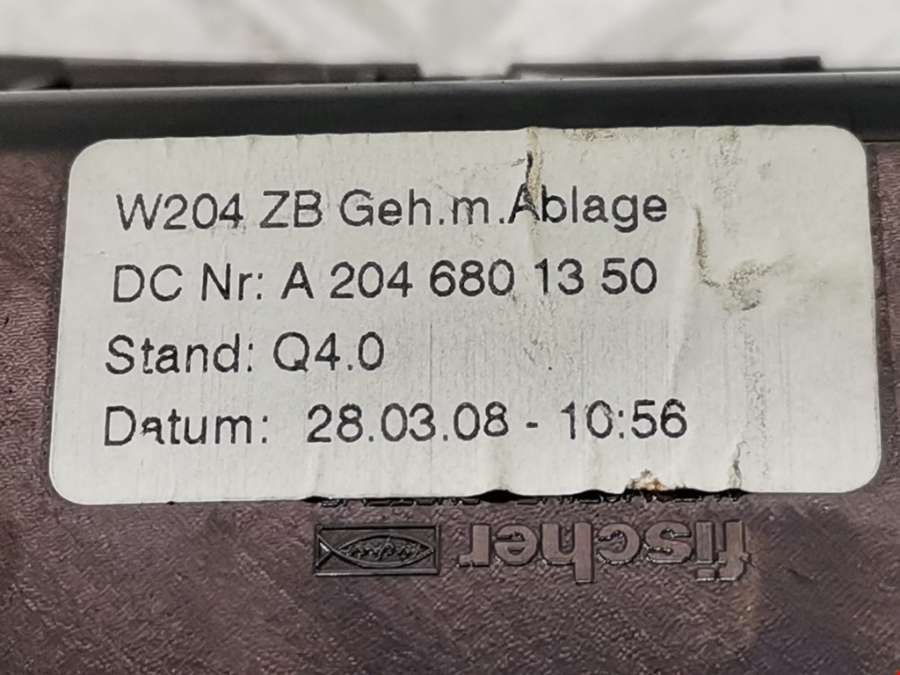 W204 ZB Geh.m.Ablage
DC Nr: A 204 680 13 50
Stand: Q4.0
Datum: 28.03.08 - 10:56
fischer